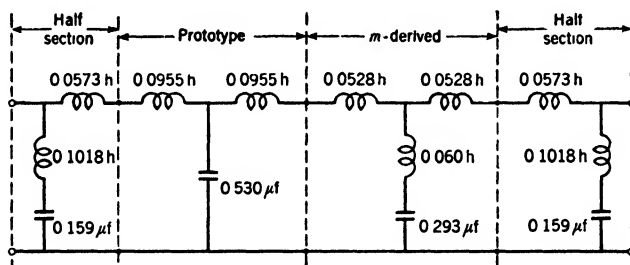 Half
section
Prototype
m-derived
Half
section
0 0573 h
0 0955 h
0 0955 h
0 0528 h
0 0528 h
0 0573 h
0 1018 h
0 530 μf
0 060 h
0 1018 h
0 159 μf
0 293 μf
0 159 μf